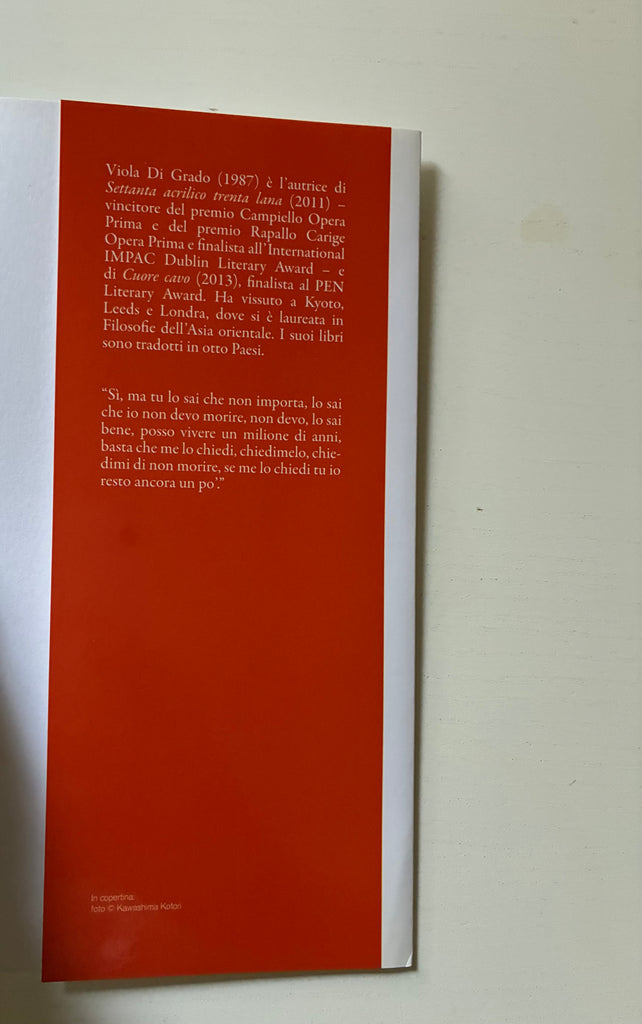 Viola Di Grado (1987) è l'autrice di
Settanta acrilico trenta lana (2011) –
vincitore del premio Campiello Opera
Prima e del premio Rapallo Carige
Opera Prima e finalista all'International
IMPAC Dublin Literary Award – e
di Cuore cavo (2013), finalista al PEN
Literary Award. Ha vissuto a Kyoto,
Leeds e Londra, dove si è laureata in
Filosofie dell'Asia orientale. I suoi libri
sono tradotti in otto Paesi.
“Sì, ma tu lo sai che non importa, lo sai
che io non devo morire, non devo, lo sai
bene, posso vivere un milione di anni,
basta che me lo chiedi, chiedimelo, chie-
dimi di non morire, se me lo chiedi tu io
resto ancora un po'.”
In copertina:
foto © Kawashima Kotori